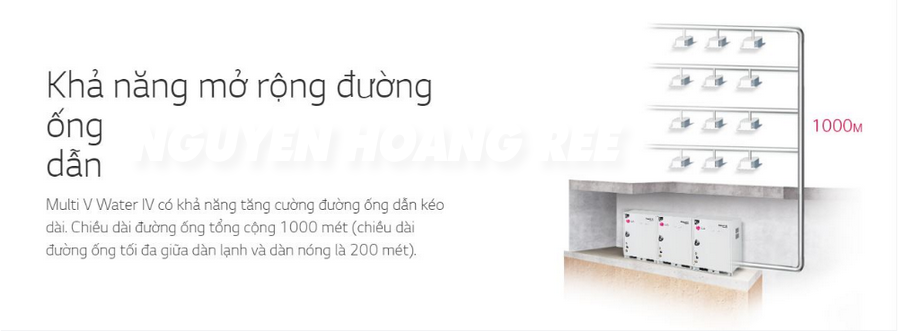 Khả năng mở rộng đường
ống
dẫn
NGUYEN HOANG REE
Multi V Water IV có khả năng tăng cường đường ống dẫn kéo
dài. Chiều dài đường ống tổng cộng 1000 mét (chiều dài
đường ống tối đa giữa dàn lạnh và dàn nóng là 200 mét).
1000M